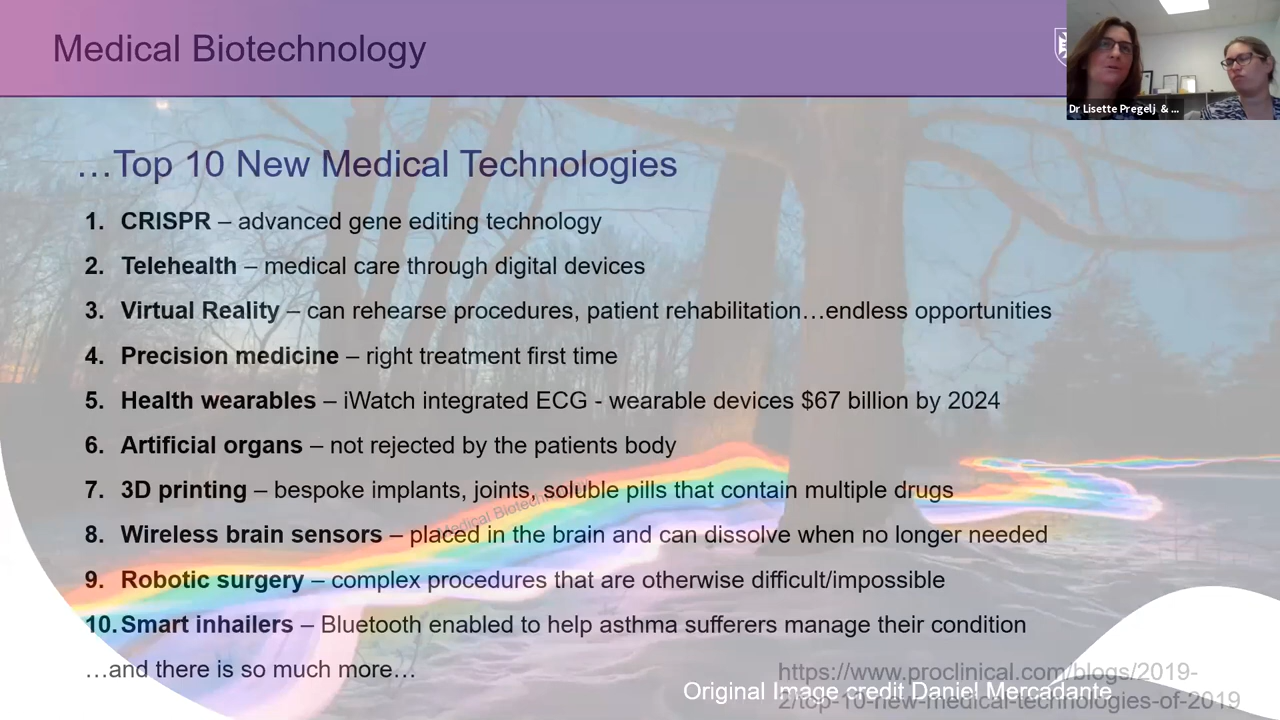 Medical Biotechnology
Dr Lisette Pregelj & ...
…Top 10 New Medical Technologies
1. CRISPR – advanced gene editing technology
2. Telehealth – medical care through digital devices
3. Virtual Reality – can rehearse procedures, patient rehabilitation…endless opportunities
4. Precision medicine – right treatment first time
5. Health wearables – iWatch integrated ECG - wearable devices $67 billion by 2024
6. Artificial organs – not rejected by the patients body
7. 3D printing – bespoke implants, joints, soluble pills that contain multiple drugs
Medical Biotechn
8. Wireless brain sensors – placed in the brain and can dissolve when no longer needed
9. Robotic surgery – complex procedures that are otherwise difficult/impossible
10. Smart inhailers – Bluetooth enabled to help asthma sufferers manage their condition
…and there is so much more…
https://www.proclinical.com/blogs/2019-
Original Image credit Daniel Mercadante
2/top-10-new-medical-technologies-of-2019